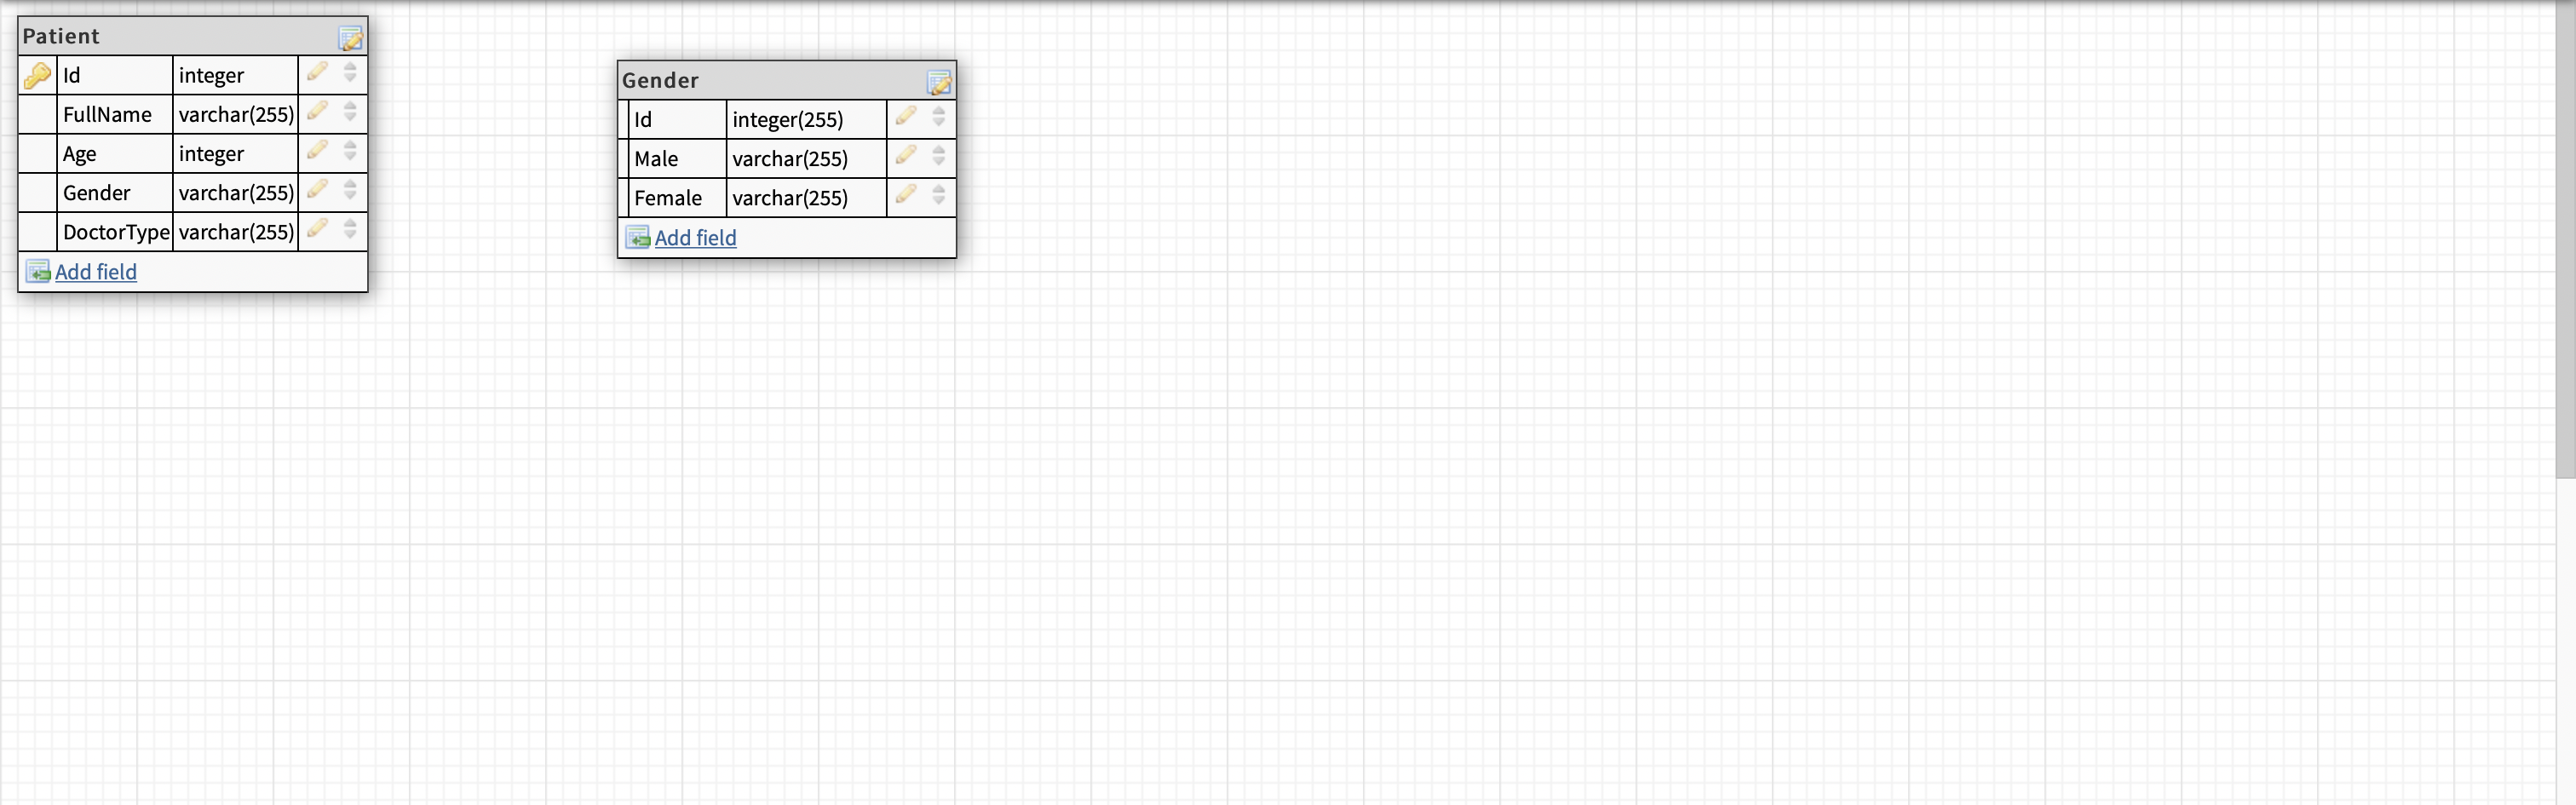 Patient
Id integer
FullName varchar(255)
Age integer
Gender varchar(255)
DoctorType varchar(255)
Add field
Gender
Id integer(255)
Male varchar(255)
Female varchar(255)
Add field